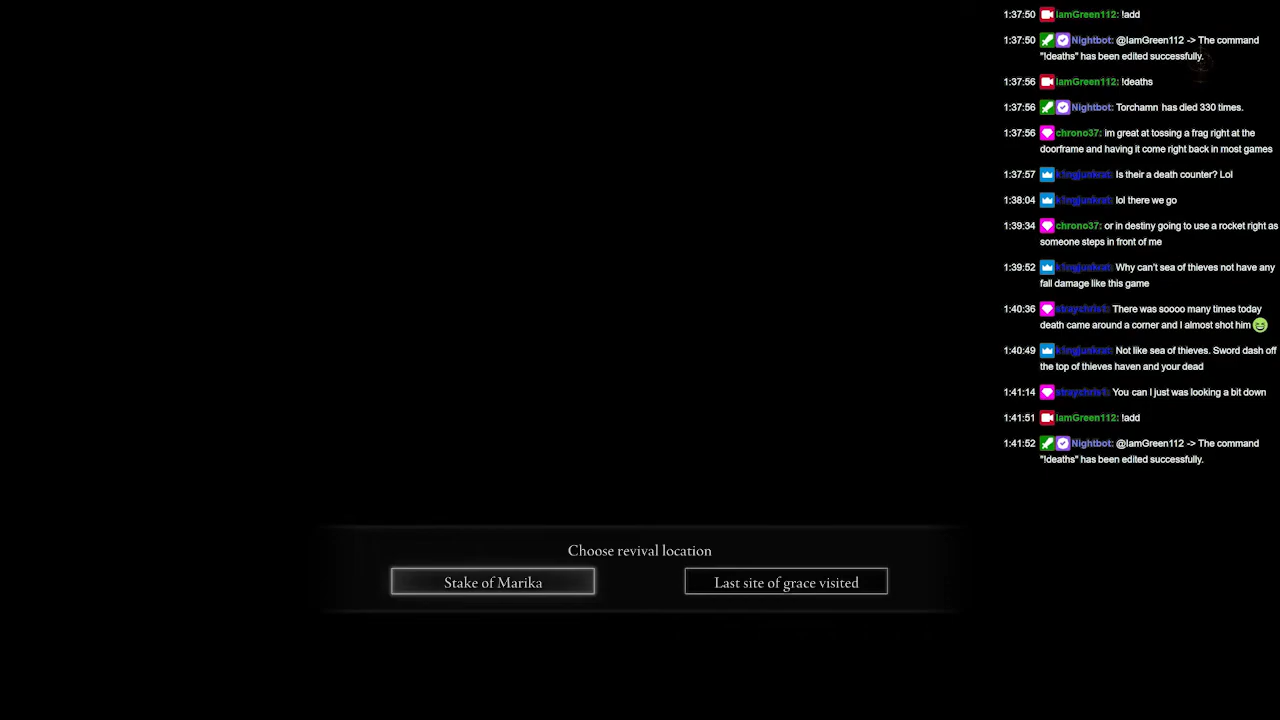 1:37:50 IamGreen112: !add
1:37:50 Nightbot: @IamGreen112 -> The command
"!deaths" has been edited successfully.
1:37:56 IamGreen112: !deaths
1:37:56 Nightbot: Torchamn has died 330 times.
1:37:56 chrono37: im great at tossing a frag right at the
doorframe and having it come right back in most games
1:37:57 k1ngjunkrat: Is their a death counter? Lol
1:38:04 k1ngjunkrat: lol there we go
1:39:34 chrono37: or in destiny going to use a rocket right as
someone steps in front of me
1:39:52 k1ngjunkrat: Why can't sea of thieves not have any
fall damage like this game
1:40:36 straychris1: There was soooo many times today
death came around a corner and I almost shot him
1:40:49 k1ngjunkrat: Not like sea of thieves. Sword dash off
the top of thieves haven and your dead
1:41:14 straychris1: You can I just was looking a bit down
1:41:51 IamGreen112: !add
1:41:52 Nightbot: @IamGreen112 -> The command
"!deaths" has been edited successfully.
Choose revival location
Stake of Marika
Last site of grace visited